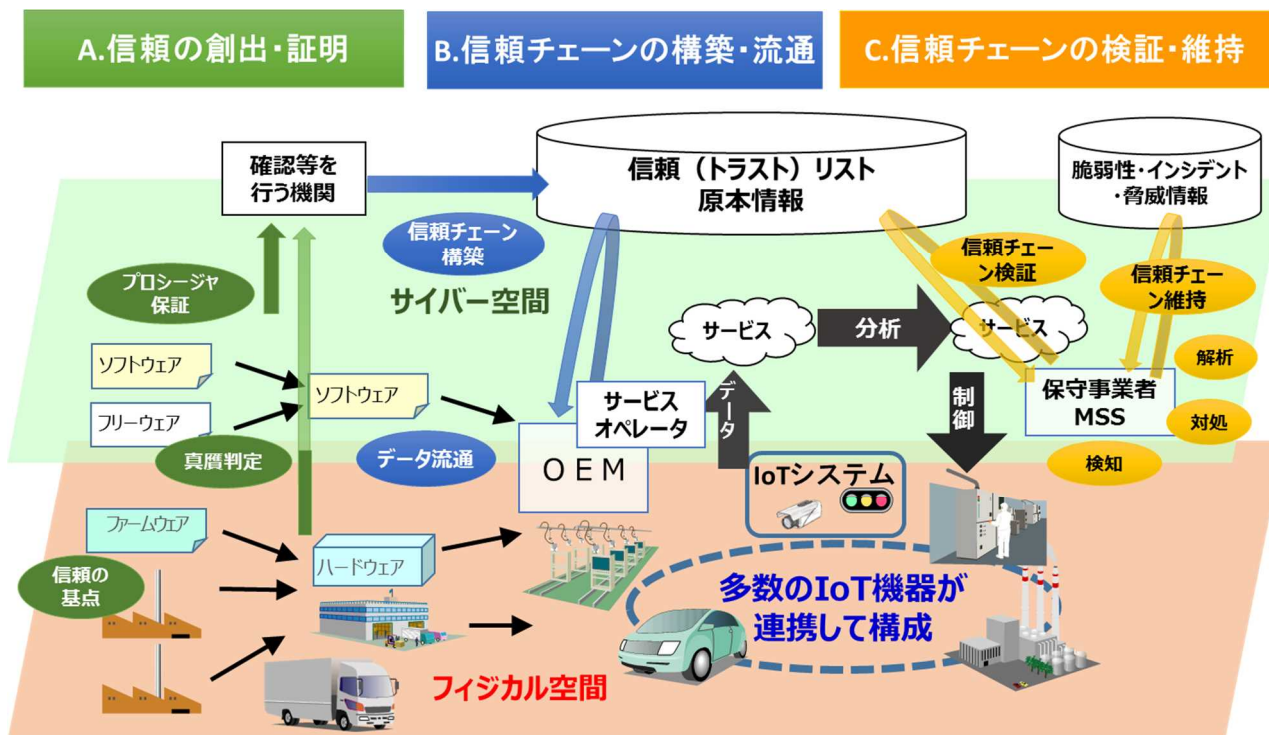 A.信頼の創出・証明
B.信頼チェーンの構築・流通
C.信頼チェーンの検証・維持
確認等を
行う機関
信頼（トラスト）リスト
原本情報
脆弱性・インシデント
・脅威情報
信頼チェーン
構築
信頼チェー
ン検証
信頼チェー
ン維持
プロシージャ
保証
サイバー空間
サービス
分析
サービス
解析
ソフトウェア
ソフトウェア
フリーウェア
サービス
オペレータ
データ
制御
保守事業者
MSS
対処
真贋判定
データ流通
OEM
検知
IoTシステム
ファームウェア
ハードウェア
信頼の
基点
多数のIoT機器が
連携して構成
フィジカル空間